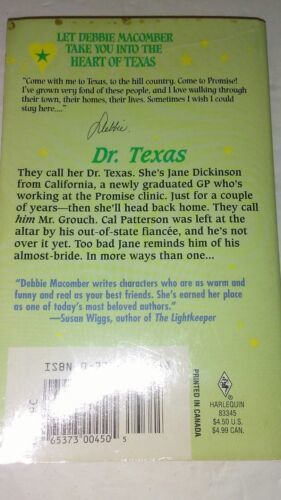 LET DEBBIE MACOMBER
TAKE YOU INTO THE
HEART OF TEXAS
"Come with me to Texas, to the hill country. Come to Promise!
I've grown very fond of these people, and I love walking through
their town, their homes, their lives. Sometimes I wish I could
stay here...."
Debbie
Dr. Texas
They call her Dr. Texas. She's Jane Dickinson
from California, a newly graduated GP who's
working at the Promise clinic. Just for a couple
of years—then she'll head back home. They call
him Mr. Grouch. Cal Patterson was left at the
altar by his out-of-state fiancée, and he's not
over it yet. Too bad Jane reminds him of his
almost-bride. In more ways than one...
"Debbie Macomber writes characters who are as warm and
funny and real as your best friends. She's earned her place
as one of today's most beloved authors."
—Susan Wiggs, author of The Lightkeeper
ISBN
65373 00450 5
PRINTED IN CANADA
HARLEQUIN
83345
$4.50 U.S.
$4.99 CAN.